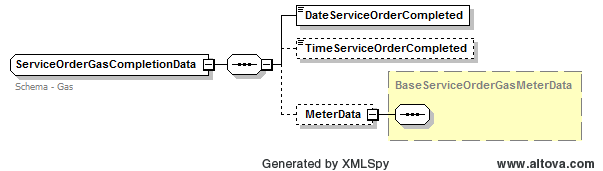 DateServiceOrderCompleted
TimeServiceOrderCompleted
ServiceOrderGasCompletionData
Schema - Gas
BaseServiceOrderGasMeterData
MeterData
Generated by XMLSpy
www.altova.com